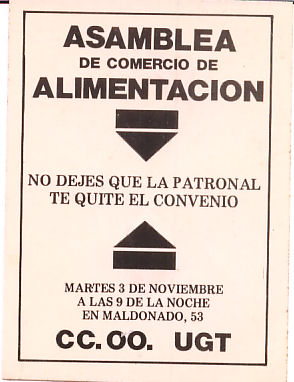 ASAMBLEA
DE COMERCIO DE
ALIMENTACION
NO DEJES QUE LA PATRONAL
TE QUITE EL CONVENIO
MARTES 3 DE NOVIEMBRE
A LAS 9 DE LA NOCHE
EN MALDONADO, 53
CC.OO. UGT